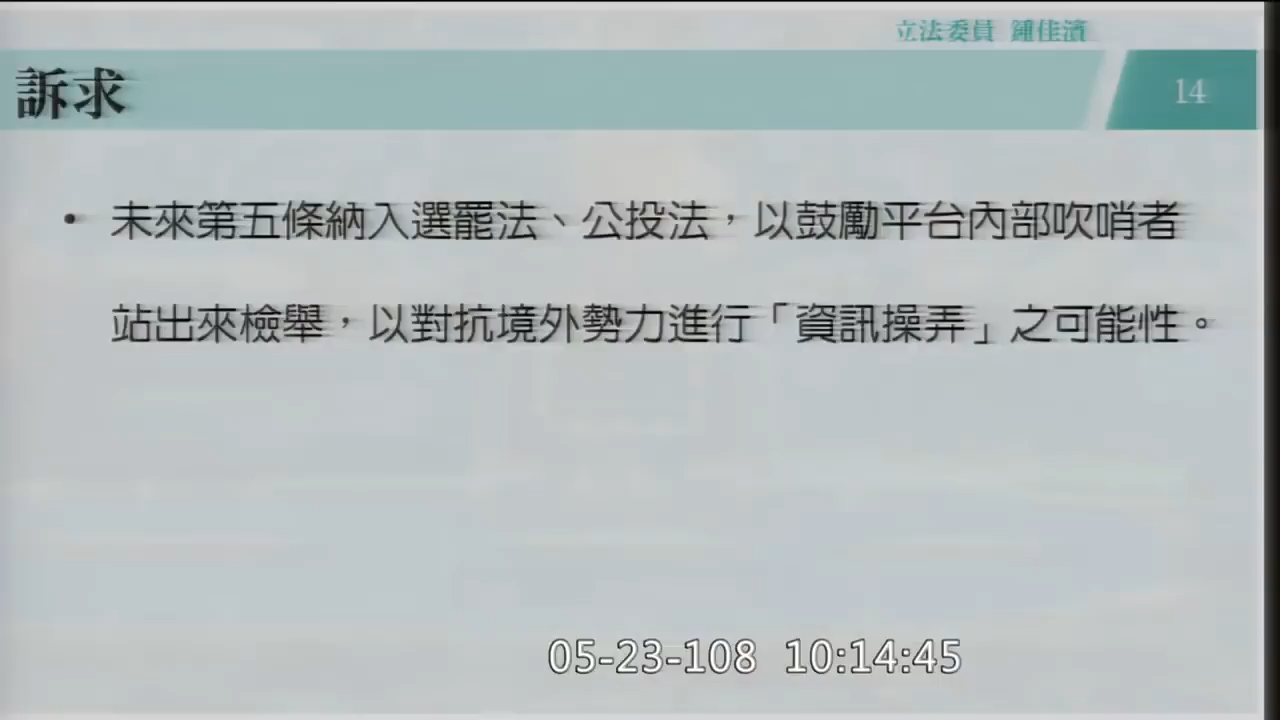 立法委員 鍾佳濱
訴求
14
• 未來第五條納入選罷法、公投法，以鼓勵平台內部吹哨者
站出來檢舉，以對抗境外勢力進行「資訊操弄」之可能性。
05-23-108 10:14:45